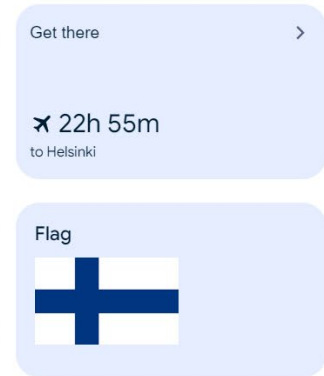 Get there
22h 55m
to Helsinki
Flag